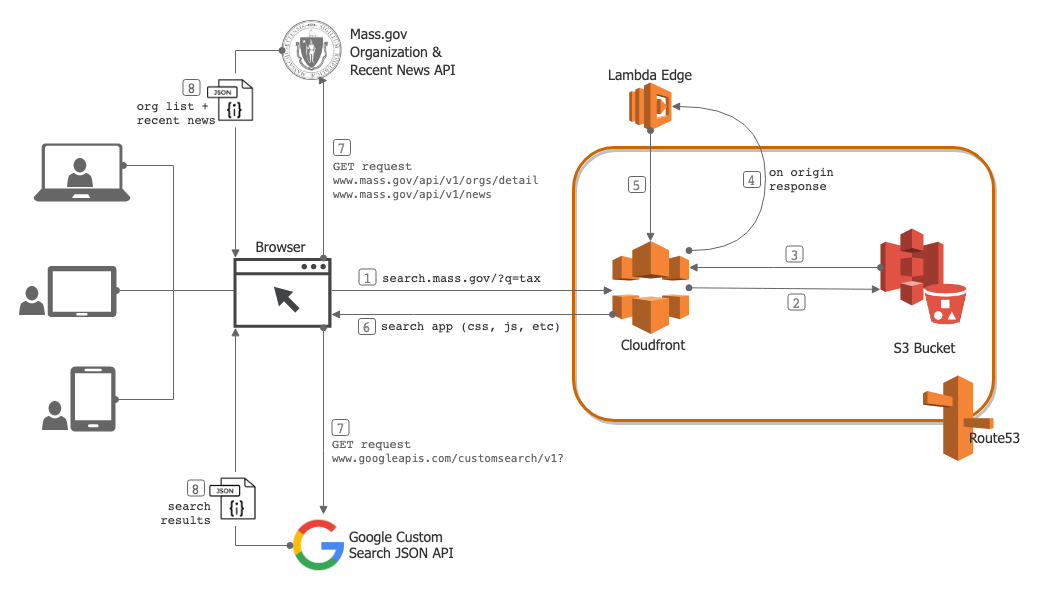 Mass.gov
Organization &
Recent News API
8
JSON
{i}
org list +
recent news
7
GET request
www.mass.gov/api/v1/orgs/detail
www.mass.gov/api/v1/news
Lambda Edge
5
4
on origin
response
Browser
1 search.mass.gov/?q=tax
3
2
6 search app (css, js, etc)
Cloudfront
S3 Bucket
Route53
7
GET request
www.googleapis.com/customsearch/v1?
8
JSON
{i}
search
results
Google Custom
Search JSON API